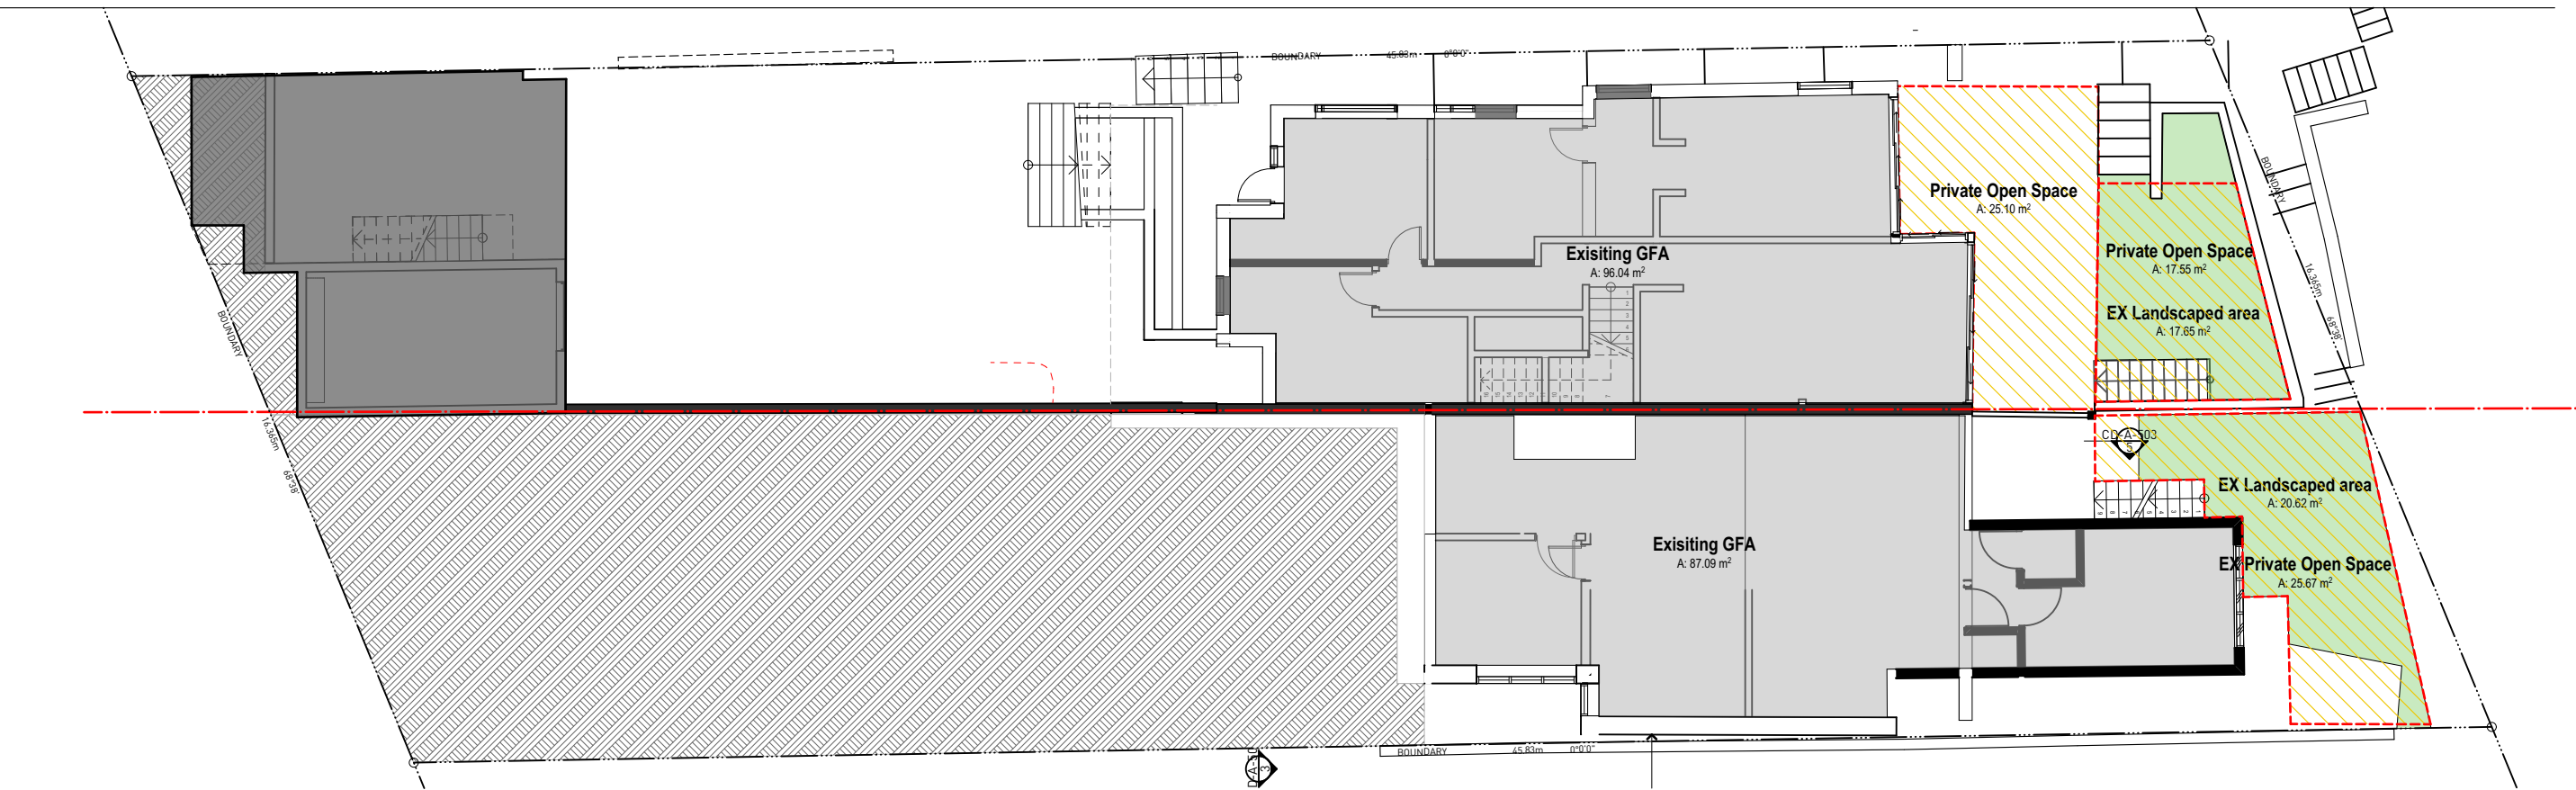 BOUNDARY 45.83m 0°0'0"
Private Open Space
A: 25.10 m²
BOUNDARY
Exisiting GFA
A: 96.04 m²
Private Open Space
A: 17.55 m²
16.365m
EX Landscaped area
A: 17.65 m²
68°38'
BOUNDARY
16.365m
68°38'
CD-A-503
5
EX Landscaped area
A: 20.62 m²
Exisiting GFA
A: 87.09 m²
EX Private Open Space
A: 25.67 m²
BOUNDARY 45.83m 0°0'0"
3